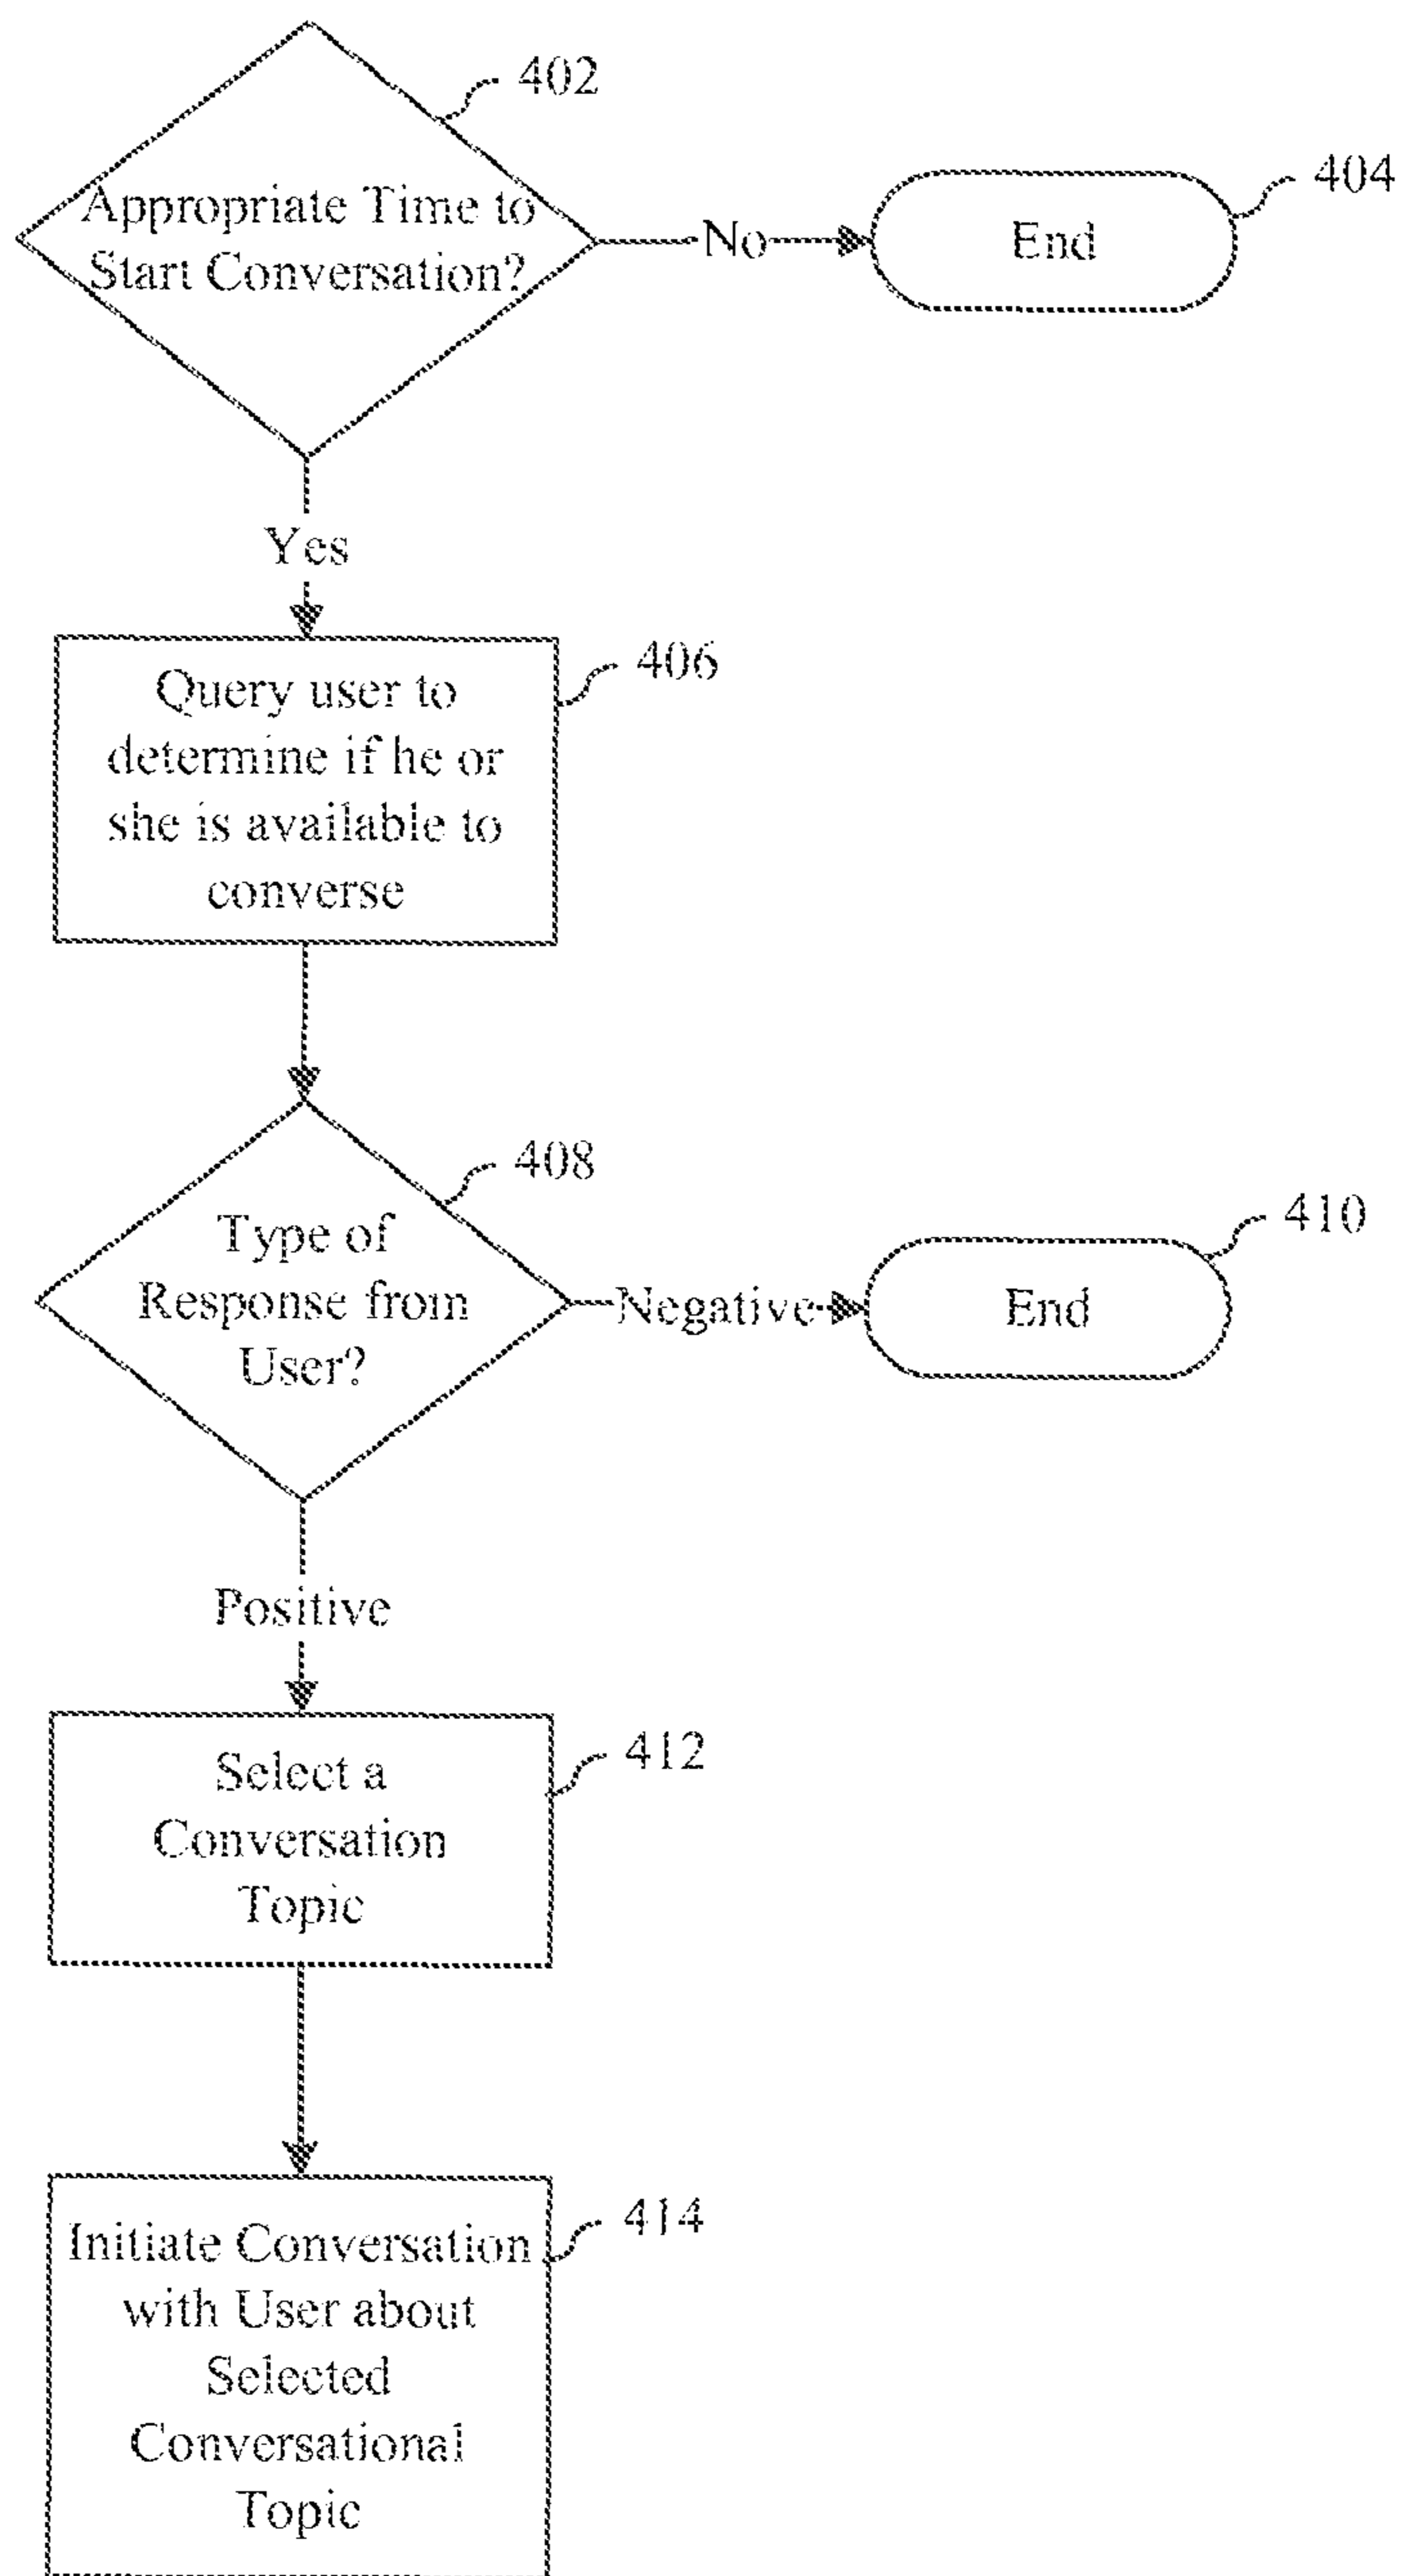 402
Appropriate Time to
Start Conversation?
No
End
404
Yes
406
Query user to
determine if he or
she is available to
converse
408
Type of
Response from
User?
Negative
End
410
Positive
412
Select a
Conversation
Topic
414
Initiate Conversation
with User about
Selected
Conversational
Topic